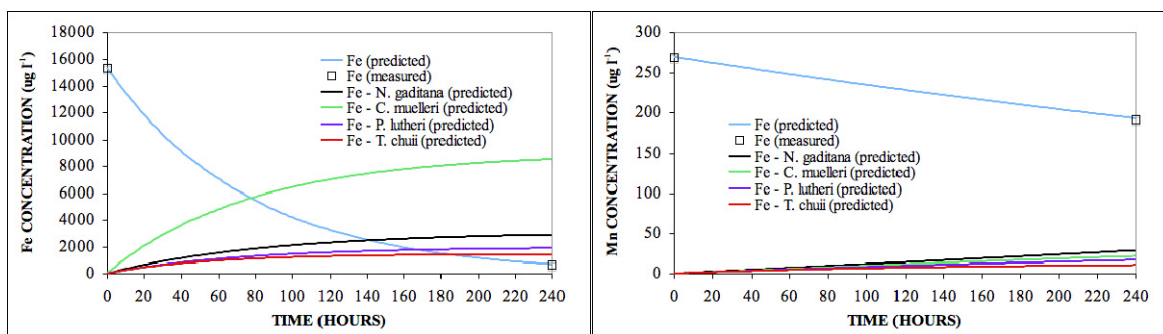 18000
16000
14000
12000
10000
8000
6000
4000
2000
0
Fe CONCENTRATION (ug l⁻¹)
Fe (predicted)
Fe (measured)
Fe - N. gaditana (predicted)
Fe - C. muelleri (predicted)
Fe - P. lutheri (predicted)
Fe - T. chuii (predicted)
0 20 40 60 80 100 120 140 160 180 200 220 240
TIME (HOURS)
300
250
200
150
100
50
0
Mn CONCENTRATION (ug l⁻¹)
Fe (predicted)
Fe (measured)
Fe - N. gaditana (predicted)
Fe - C. muelleri (predicted)
Fe - P. lutheri (predicted)
Fe - T. chuii (predicted)
0 20 40 60 80 100 120 140 160 180 200 220 240
TIME (HOURS)